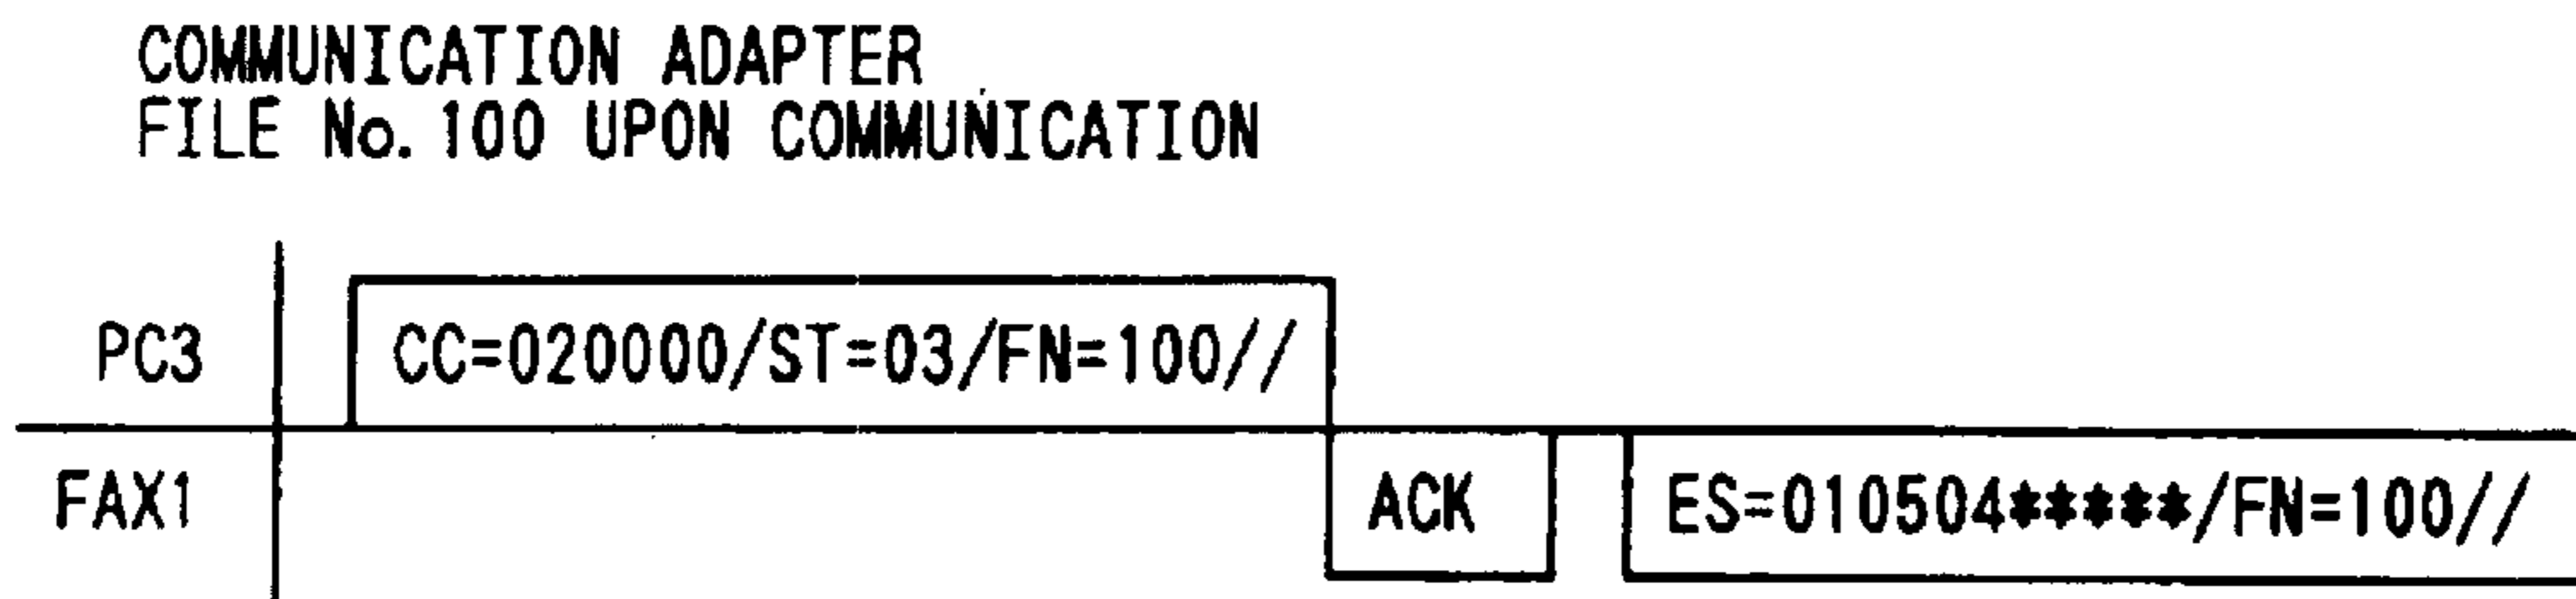 COMMUNICATION ADAPTER
FILE No. 100 UPON COMMUNICATION
PC3 CC=020000/ST=03/FN=100//
FAX1 ACK ES=010504*****/FN=100//